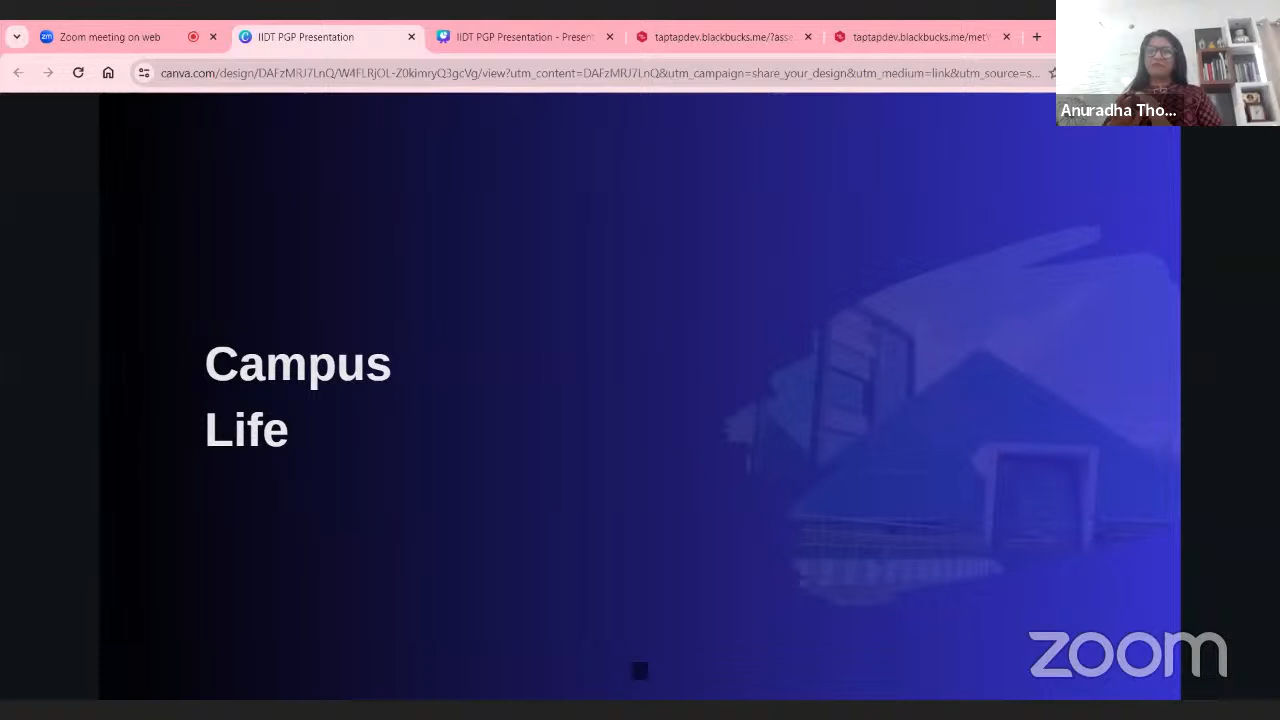 Zoom meeting on web
IIDT PGP Presentation
IIDT PGP Presentation - Present
taptapdev.blackbucks.me/?asse
taptapdev.blackbucks.me/met
canva.com/design/DAFzMRJ7LnQ/W4FLRjOL-Z0kimryQ3gcVg/view?utm_content=DAFzMRJ7LnQ&utm_campaign=share_your_design&utm_medium=link&utm_source=s...
Anuradha Tho...
Campus
Life
zoom